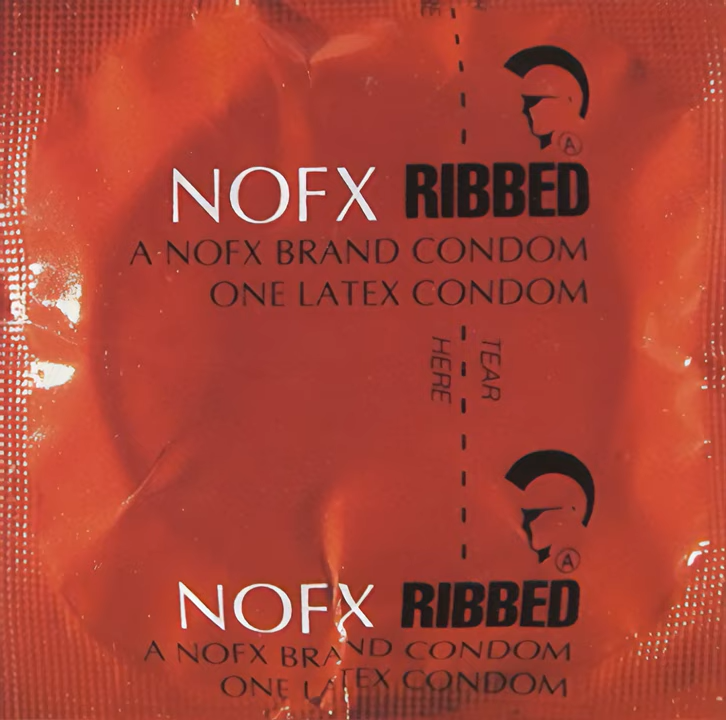 NOFX RIBBED
A NOFX BRAND CONDOM
ONE LATEX CONDOM
TEAR
HERE
NOFX RIBBED
A NOFX BRAND CONDOM
ONE LATEX CONDOM